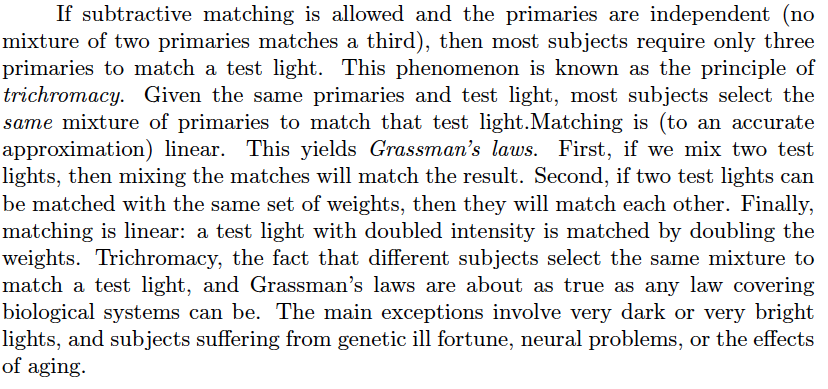 If subtractive matching is allowed and the primaries are independent (no
mixture of two primaries matches a third), then most subjects require only three
primaries to match a test light. This phenomenon is known as the principle of
trichromacy. Given the same primaries and test light, most subjects select the
same mixture of primaries to match that test light.Matching is (to an accurate
approximation) linear. This yields Grassman's laws. First, if we mix two test
lights, then mixing the matches will match the result. Second, if two test lights can
be matched with the same set of weights, then they will match each other. Finally,
matching is linear: a test light with doubled intensity is matched by doubling the
weights. Trichromacy, the fact that different subjects select the same mixture to
match a test light, and Grassman's laws are about as true as any law covering
biological systems can be. The main exceptions involve very dark or very bright
lights, and subjects suffering from genetic ill fortune, neural problems, or the effects
of aging.